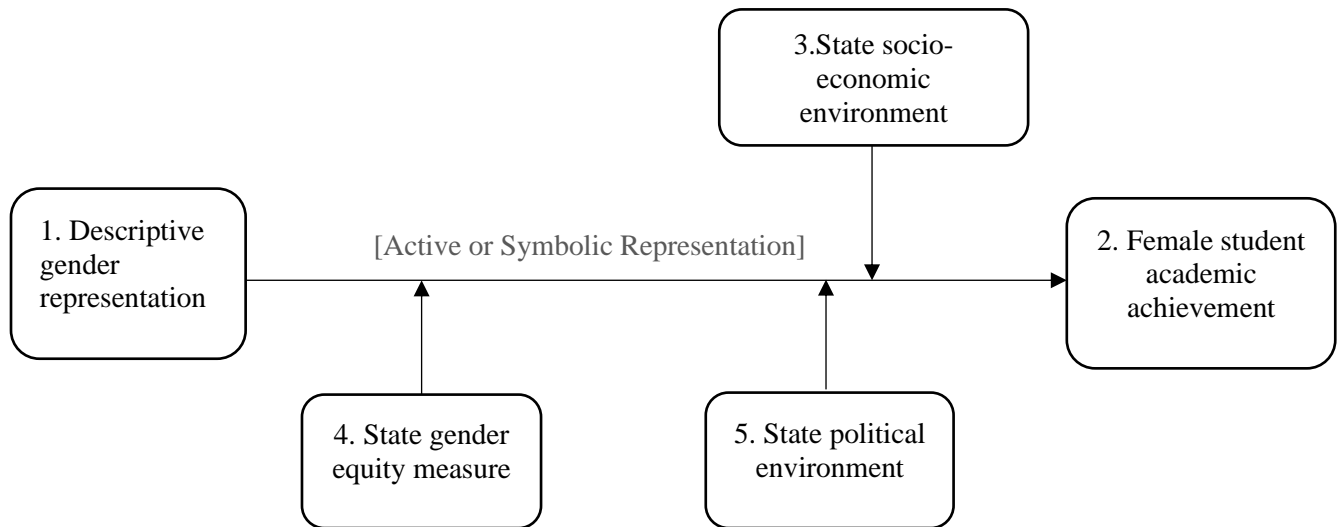 3.State socio-
economic
environment
1. Descriptive
gender
representation
[Active or Symbolic Representation]
2. Female student
academic
achievement
4. State gender
equity measure
5. State political
environment